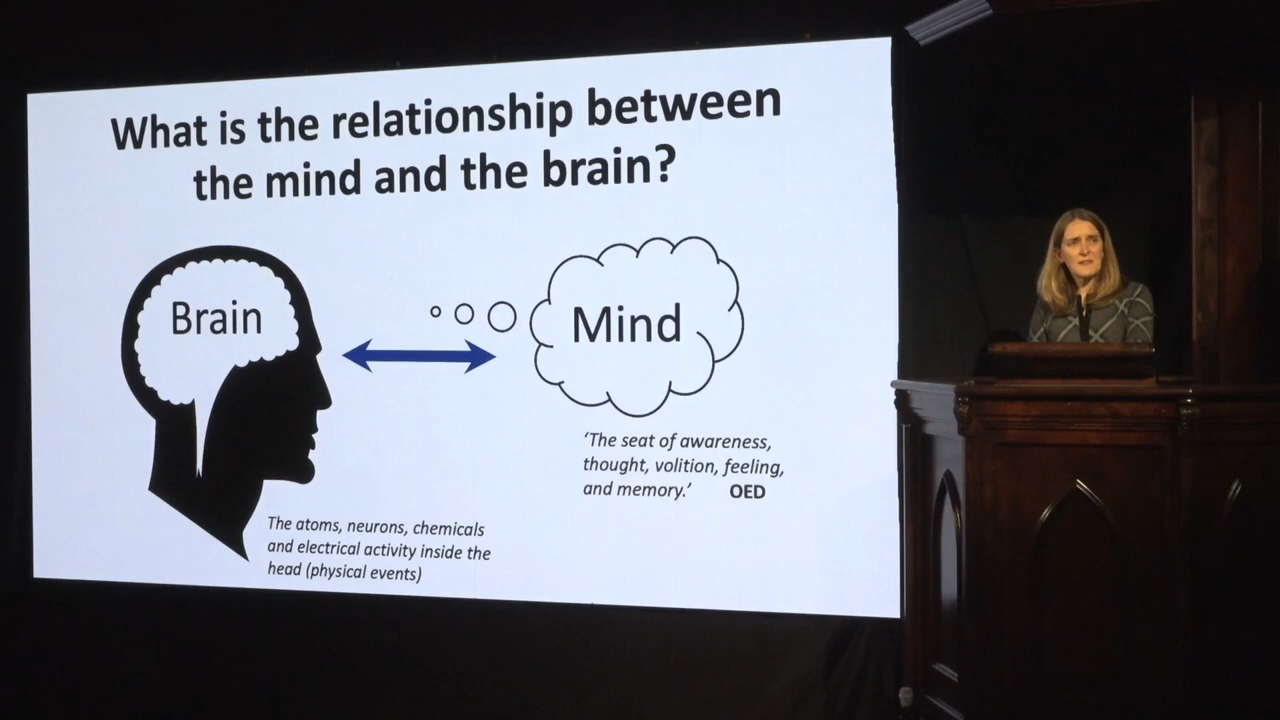 What is the relationship between
the mind and the brain?
Brain
Mind
‘The seat of awareness,
thought, volition, feeling,
and memory.’ OED
The atoms, neurons, chemicals
and electrical activity inside the
head (physical events)